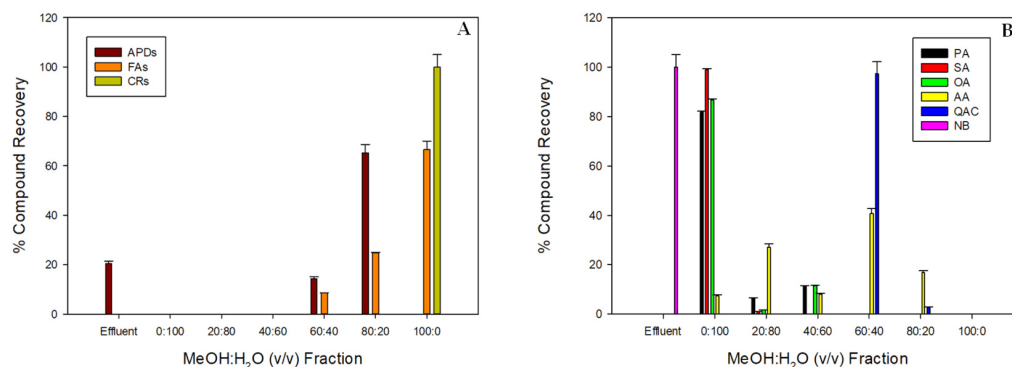 A
% Compound Recovery
120
100
80
60
40
20
0
APDs
FAs
CRs
Effluent 0:100 20:80 40:60 60:40 80:20 100:0
MeOH:H₂O (v/v) Fraction
B
% Compound Recovery
120
100
80
60
40
20
0
PA
SA
OA
AA
QAC
NB
Effluent 0:100 20:80 40:60 60:40 80:20 100:0
MeOH:H₂O (v/v) Fraction